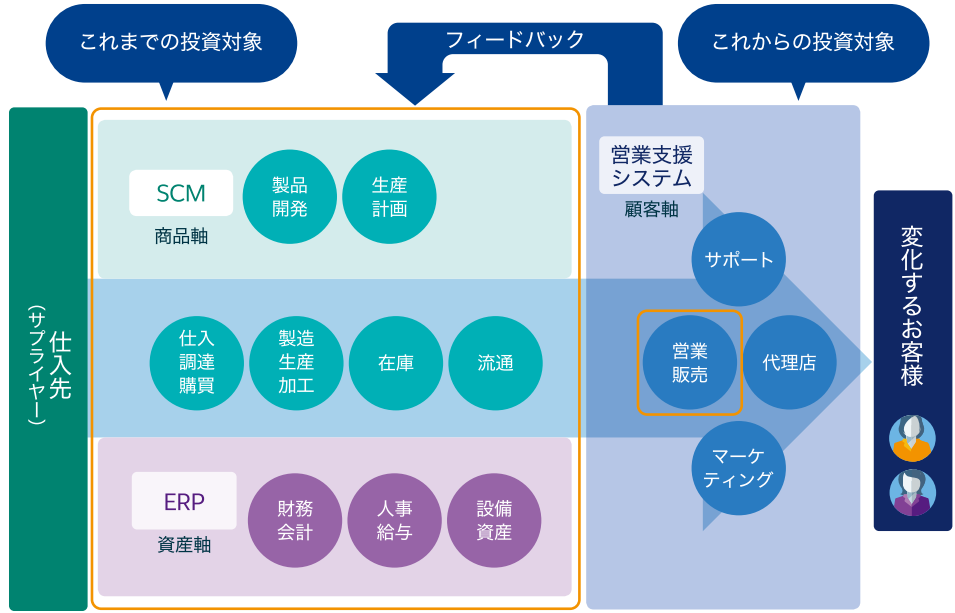 これまでの投資対象
フィードバック
これからの投資対象
仕入先
(サプライヤー)
SCM
商品軸
製品
開発
生産
計画
仕入
調達
購買
製造
生産
加工
在庫
流通
ERP
資産軸
財務
会計
人事
給与
設備
資産
営業支援
システム
顧客軸
サポート
営業
販売
代理店
マーケ
ティング
変化するお客様